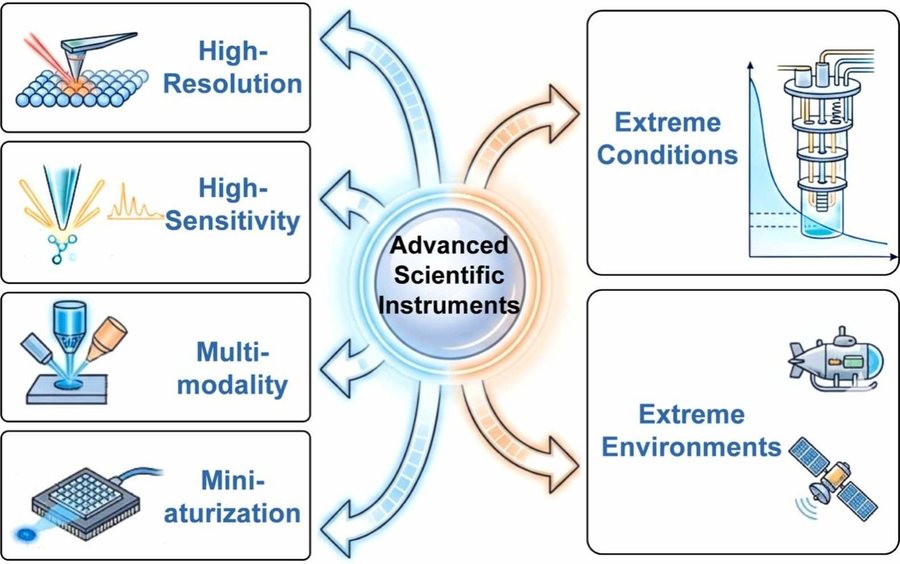 High-
Resolution
High-
Sensitivity
Multi-
modality
Mini-
aturization
Advanced
Scientific
Instruments
Extreme
Conditions
Extreme
Environments